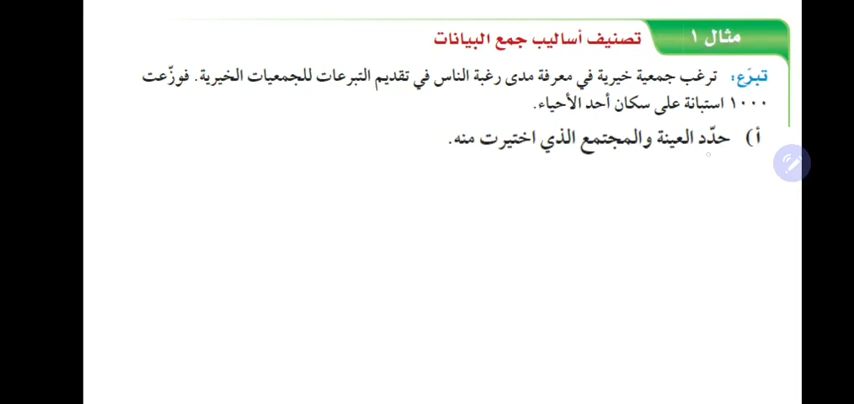 مثال ١ تصنيف أساليب جمع البيانات
تبرّع: ترغب جمعية خيرية في معرفة مدى رغبة الناس في تقديم التبرعات للجمعيات الخيرية. فوزّعت
١٠٠٠ استبانة على سكان أحد الأحياء.
أ) حدّد العينة والمجتمع الذي اختيرت منه.